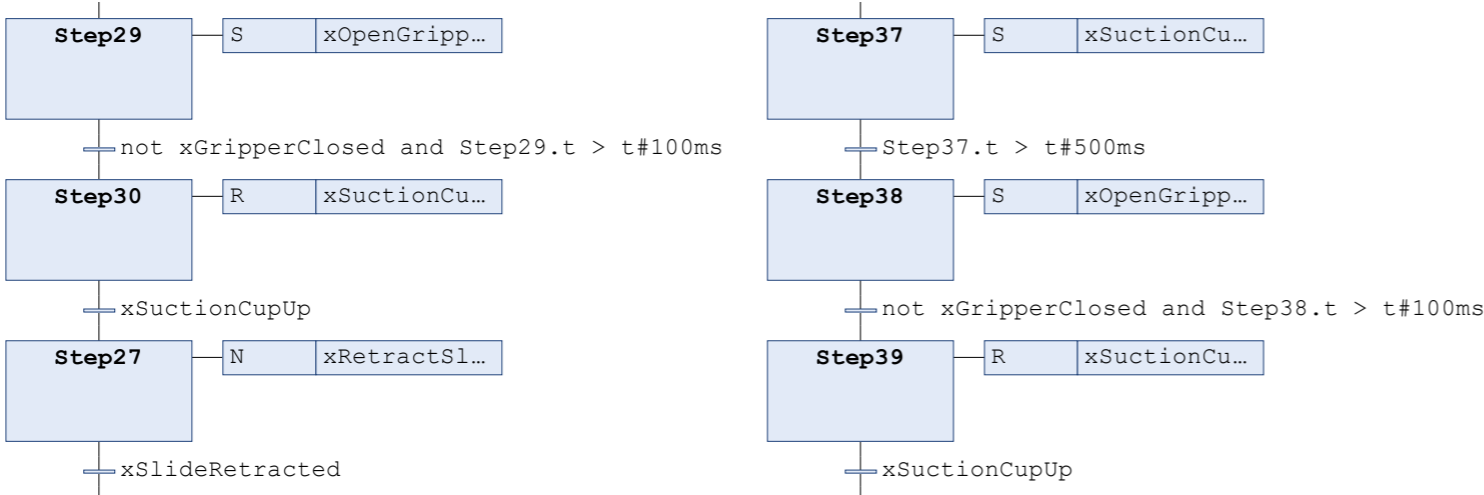 Step29 S xOpenGripp…
not xGripperClosed and Step29.t > t#100ms
Step30 R xSuctionCu…
xSuctionCupUp
Step27 N xRetractSl…
xSlideRetracted
Step37 S xSuctionCu…
Step37.t > t#500ms
Step38 S xOpenGripp…
not xGripperClosed and Step38.t > t#100ms
Step39 R xSuctionCu…
xSuctionCupUp